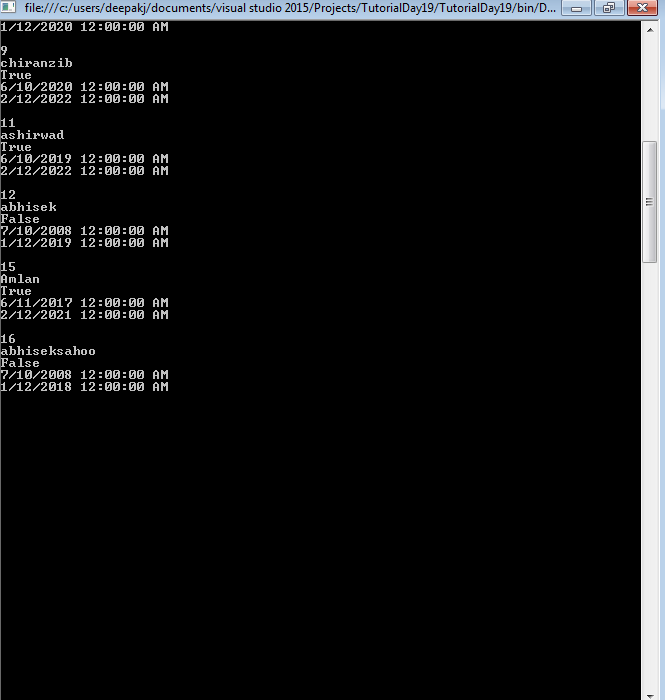 file:///c:/users/deepakj/documents/visual studio 2015/Projects/TutorialDay19/TutorialDay19/bin/D...
1/12/2020 12:00:00 AM
9
chiranzib
True
6/10/2020 12:00:00 AM
2/12/2022 12:00:00 AM
11
ashirwad
True
6/10/2019 12:00:00 AM
2/12/2022 12:00:00 AM
12
abhisek
False
7/10/2008 12:00:00 AM
1/12/2019 12:00:00 AM
15
Amlan
True
6/11/2017 12:00:00 AM
2/12/2021 12:00:00 AM
16
abhiseksahoo
False
7/10/2008 12:00:00 AM
1/12/2018 12:00:00 AM